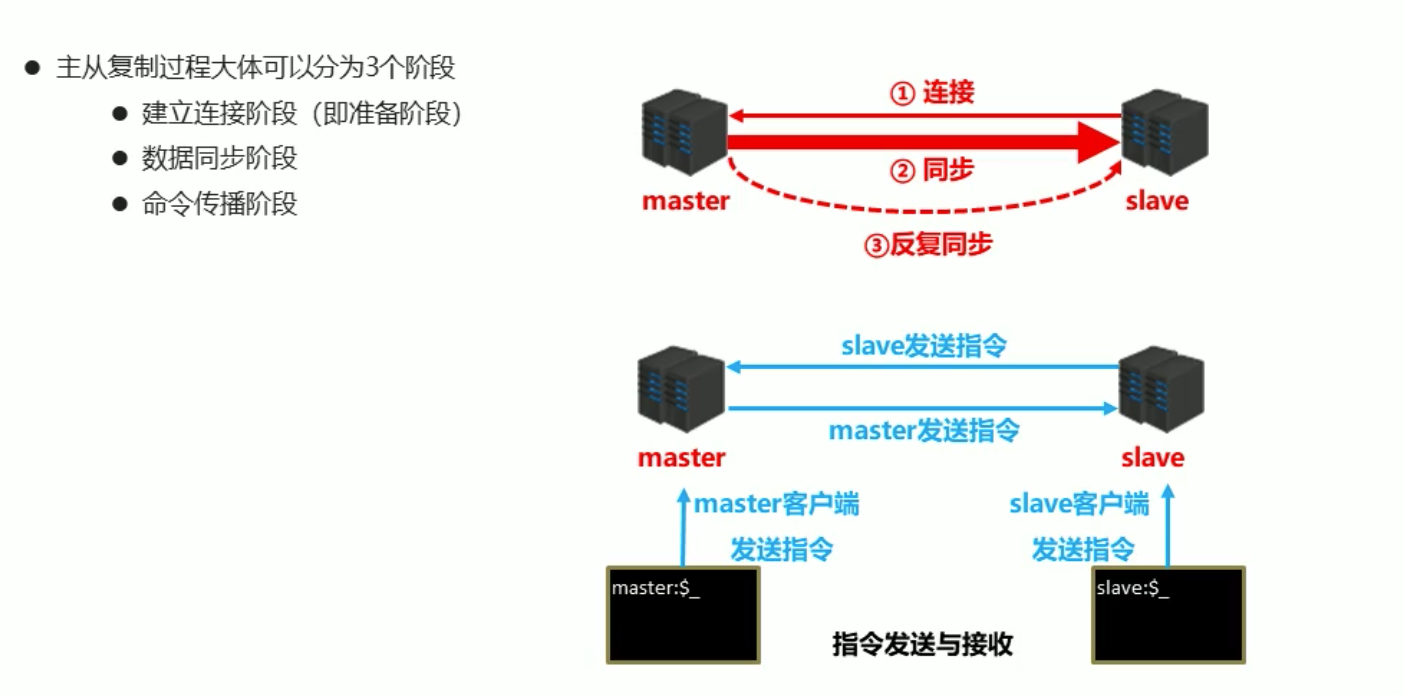 主从复制过程大体可以分为3个阶段
建立连接阶段（即准备阶段）
数据同步阶段
命令传播阶段
① 连接
② 同步
master
slave
③反复同步
slave发送指令
master发送指令
master
slave
master客户端
发送指令
slave客户端
发送指令
master:$_
slave:$_
指令发送与接收